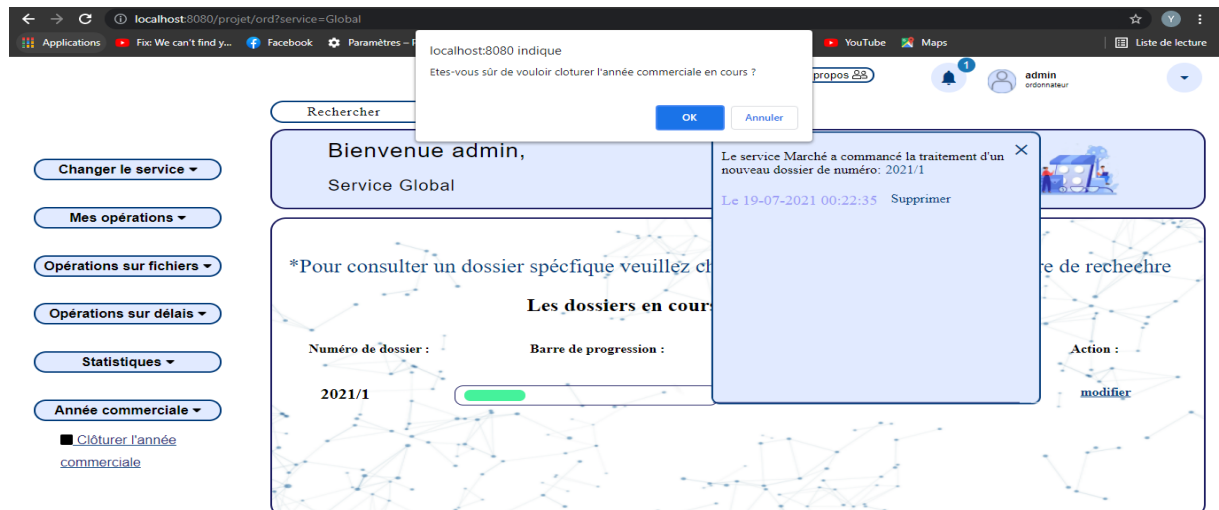 localhost:8080/projet/ord?service=Global
Applications
Fix: We can't find y...
Facebook
Paramètres –
YouTube
Maps
Liste de lecture
localhost:8080 indique
Etes-vous sûr de vouloir cloturer l'année commerciale en cours ?
OK
Annuler
propos
1
admin
ordonnateur
Rechercher
Bienvenue admin,
Service Global
Le service Marché a commancé la traitement d'un
nouveau dossier de numéro: 2021/1
Le 19-07-2021 00:22:35 Supprimer
Changer le service
Mes opérations
Opérations sur fichiers
Opérations sur délais
Statistiques
Année commerciale
Clôturer l'année
commerciale
*Pour consulter un dossier spécfique veuillez
re de recheehre
Les dossiers en cours
Numéro de dossier :
Barre de progression :
Action :
2021/1
modifier
Y